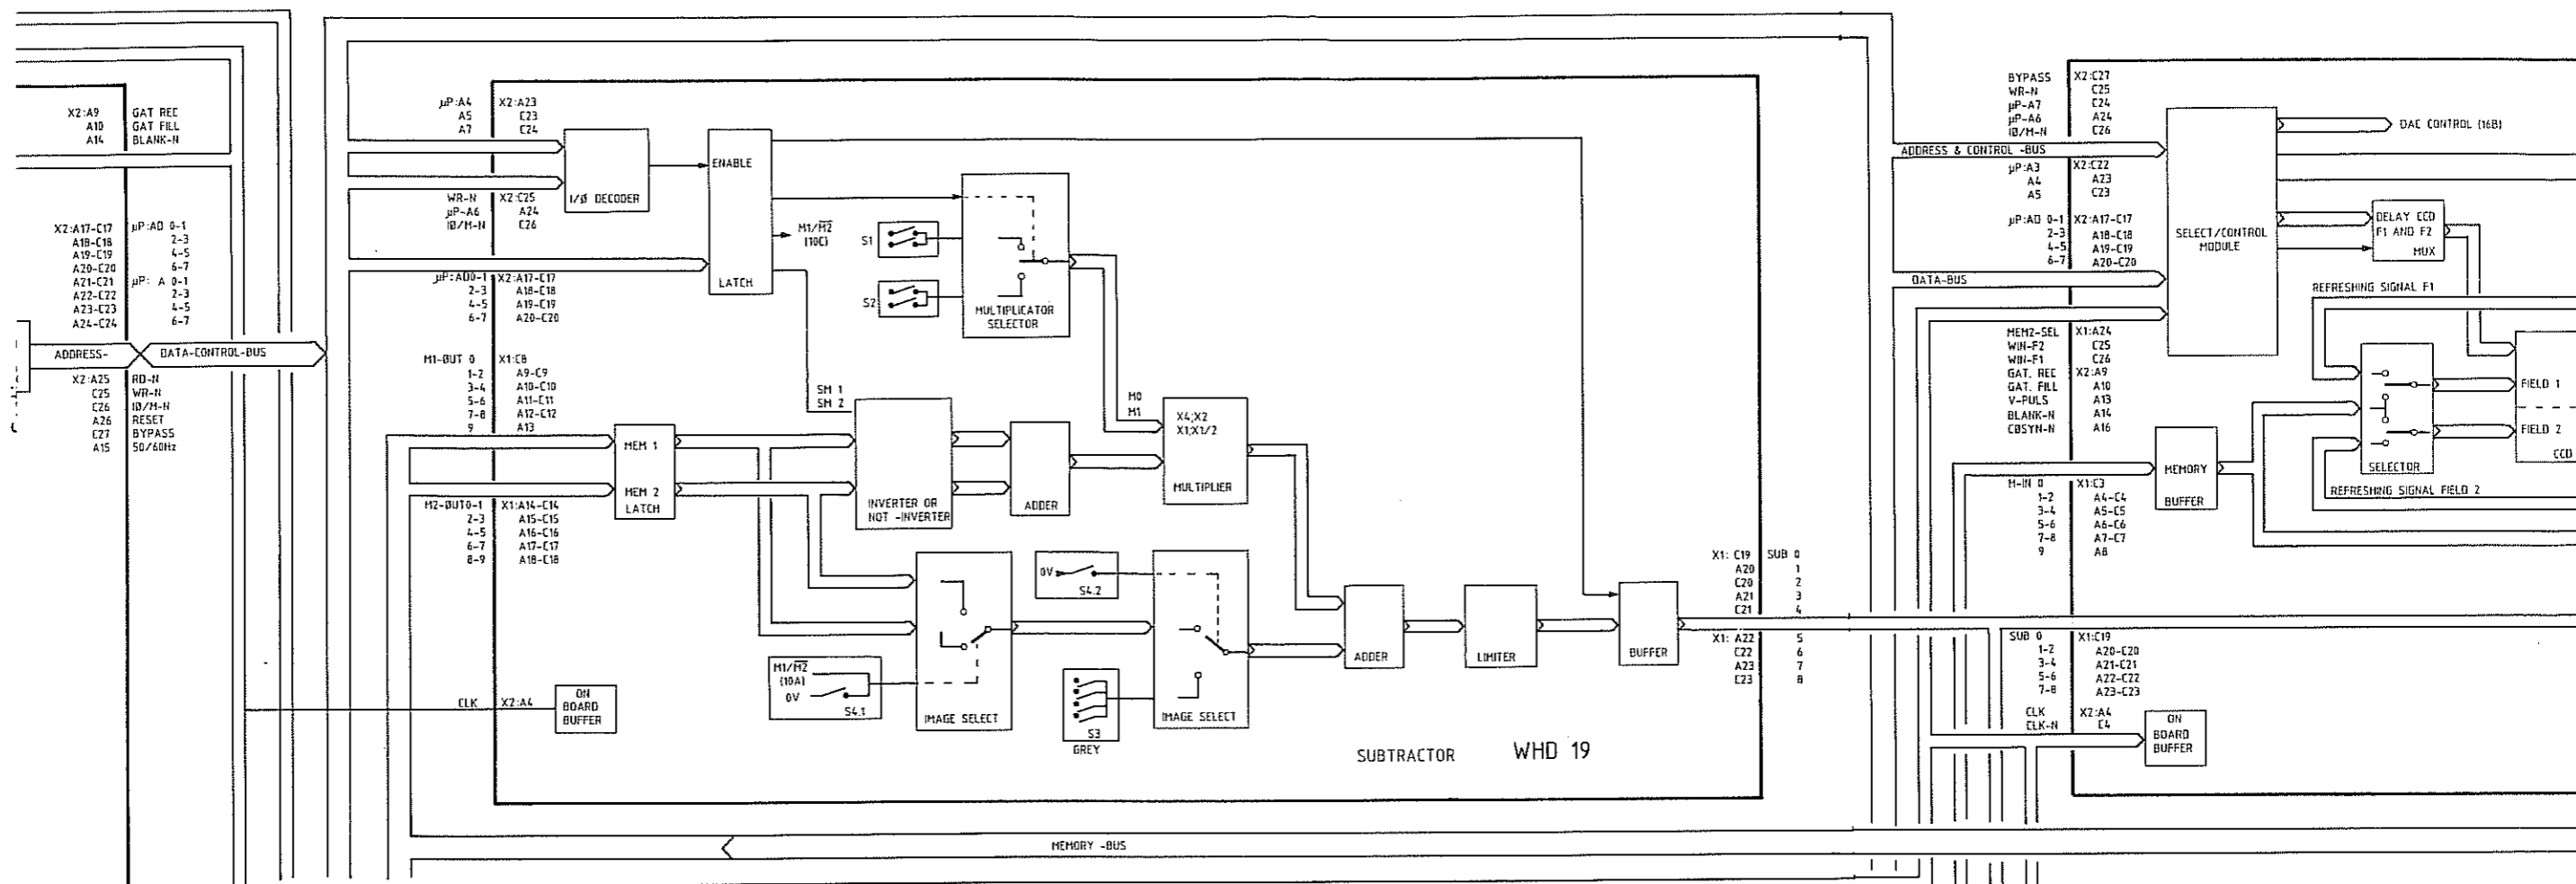 X2:A9 GAT REC
A10 GAT FILL
A14 BLANK-N
X2:A17-C17 µP:AD 0-1
A18-C18 2-3
A19-C19 4-5
A20-C20 6-7
A21-C21 µP: A 0-1
A22-C22 2-3
A23-C23 4-5
A24-C24 6-7
ADDRESS- DATA-CONTROL-BUS
X2:A25 RD-N
C25 WR-N
C26 IØ/M-N
A26 RESET
C27 BYPASS
A15 50/60Hz
µP:A4 X2:A23
A5 C23
A7 C24
I/Ø DECODER
WR-N X2:C25
µP-A6 A24
IØ/M-N C26
µP:AD0-1 X2:A17-C17
2-3 A18-C18
4-5 A19-C19
6-7 A20-C20
ENABLE
LATCH
M1/M2
(10C)
S1
S2
MULTIPLICATOR
SELECTOR
M1-ØUT 0 X1:C8
1-2 A9-C9
3-4 A10-C10
5-6 A11-C11
7-8 A12-C12
9 A13
MEM 1
MEM 2
LATCH
M2-ØUT0-1 X1:A14-C14
2-3 A15-C15
4-5 A16-C16
6-7 A17-C17
8-9 A18-C18
SM 1
SM 2
INVERTER OR
NOT -INVERTER
ADDER
M0
M1
X4;X2
X1;X1/2
MULTIPLIER
0V
S4.2
M1/M2
(10A)
0V
S4.1
IMAGE SELECT
S3
GREY
IMAGE SELECT
ADDER
LIMITER
BUFFER
CLK X2:A4
ON
BOARD
BUFFER
SUBTRACTOR WHD 19
X1: C19 SUB 0
A20 1
C20 2
A21 3
C21 4
X1: A22 5
C22 6
A23 7
C23 8
MEMORY -BUS
BYPASS X2:C27
WR-N C25
µP-A7 C24
µP-A6 A24
IØ/M-N C26
ADDRESS & CONTROL -BUS
µP:A3 X2:C22
A4 A23
A5 C23
µP:AD 0-1 X2:A17-C17
2-3 A18-C18
4-5 A19-C19
6-7 A20-C20
DATA-BUS
SELECT/CONTROL
MODULE
DAC CONTROL (16B)
DELAY CCD
F1 AND F2
MUX
REFRESHING SIGNAL F1
MEM2-SEL X1:A24
WIN-F2 C25
WIN-F1 C26
GAT. REC X2:A9
GAT. FILL A10
V-PULS A13
BLANK-N A14
CØSYN-N A16
SELECTOR
FIELD 1
FIELD 2
CCD
MEMORY
BUFFER
REFRESHING SIGNAL FIELD 2
M-IN 0 X1:C3
1-2 A4-C4
3-4 A5-C5
5-6 A6-C6
7-8 A7-C7
9 A8
SUB 0 X1:C19
1-2 A20-C20
3-4 A21-C21
5-6 A22-C22
7-8 A23-C23
CLK X2:A4
CLK-N C4
ON
BOARD
BUFFER